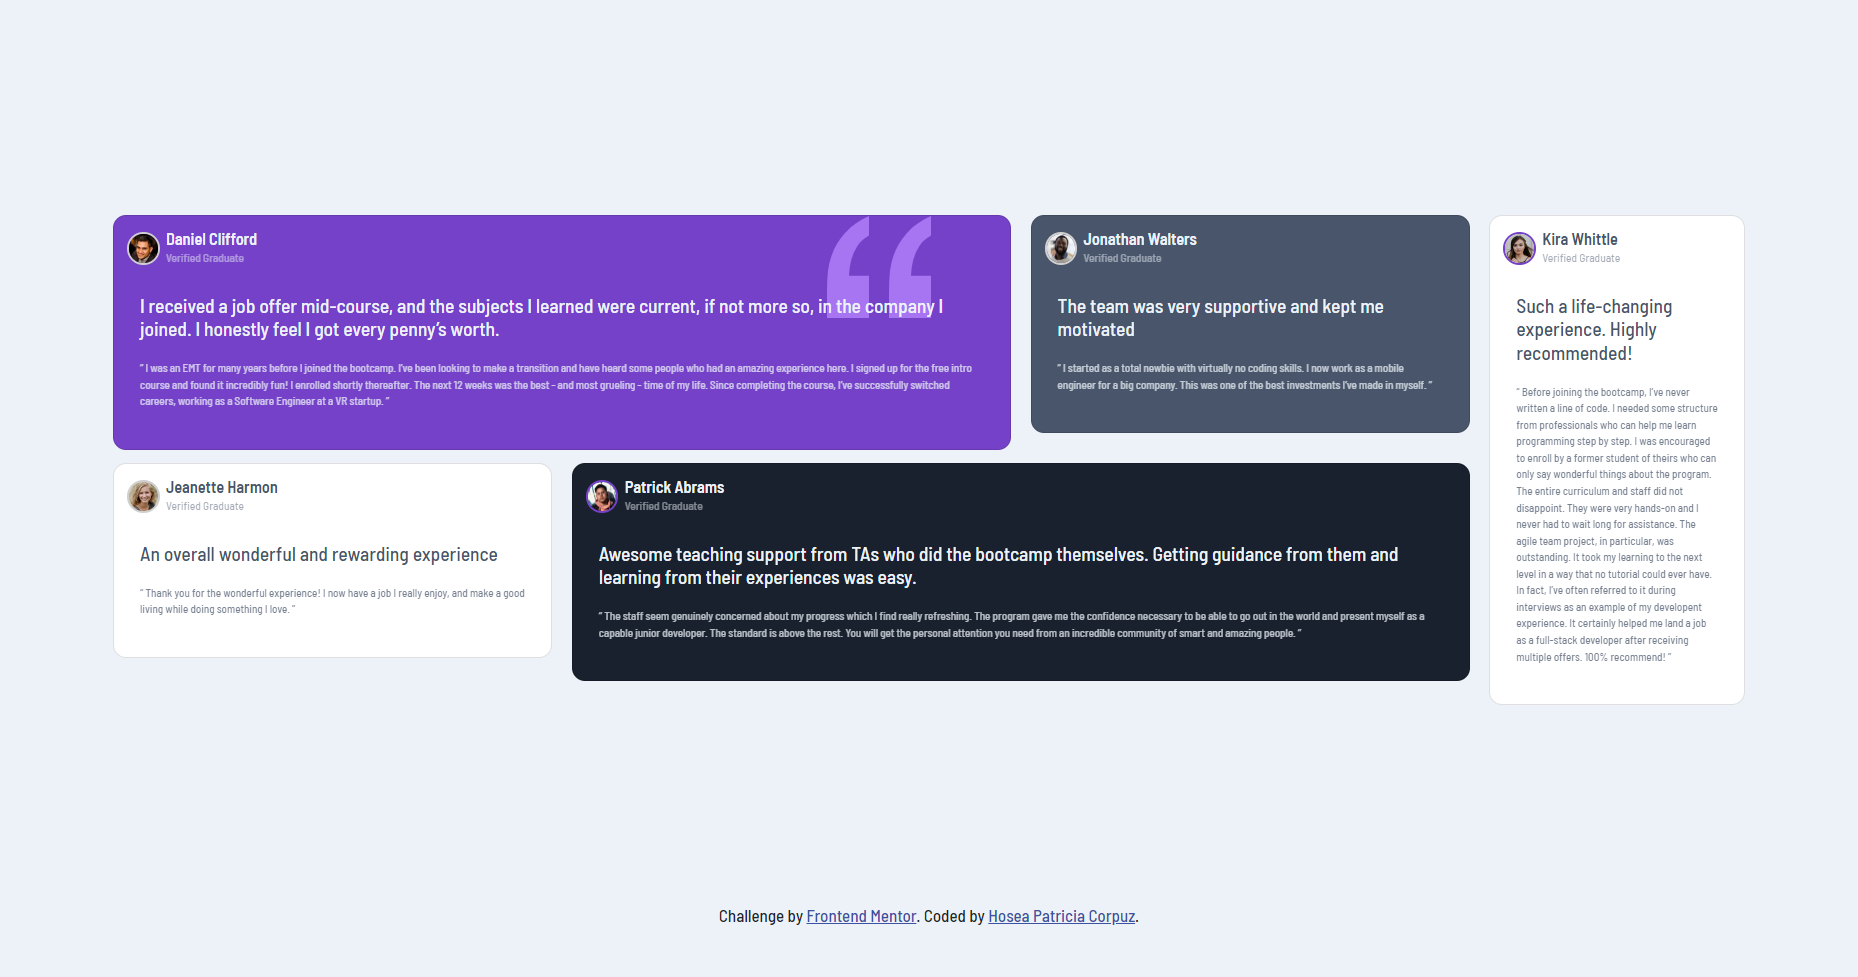 Daniel Clifford
Verified Graduate
I received a job offer mid-course, and the subjects I learned were current, if not more so, in the company I
joined. I honestly feel I got every penny’s worth.
“ I was an EMT for many years before I joined the bootcamp. I’ve been looking to make a transition and have heard some people who had an amazing experience here. I signed up for the free intro
course and found it incredibly fun! I enrolled shortly thereafter. The next 12 weeks was the best - and most grueling - time of my life. Since completing the course, I’ve successfully switched
careers, working as a Software Engineer at a VR startup. ”
Jonathan Walters
Verified Graduate
The team was very supportive and kept me
motivated
“ I started as a total newbie with virtually no coding skills. I now work as a mobile
engineer for a big company. This was one of the best investments I’ve made in myself. ”
Kira Whittle
Verified Graduate
Such a life-changing
experience. Highly
recommended!
“ Before joining the bootcamp, I’ve never
written a line of code. I needed some structure
from professionals who can help me learn
programming step by step. I was encouraged
to enroll by a former student of theirs who can
only say wonderful things about the program.
The entire curriculum and staff did not
disappoint. They were very hands-on and I
never had to wait long for assistance. The
agile team project, in particular, was
outstanding. It took my learning to the next
level in a way that no tutorial could ever have.
In fact, I’ve often referred to it during
interviews as an example of my developent
experience. It certainly helped me land a job
as a full-stack developer after receiving
multiple offers. 100% recommend! ”
Jeanette Harmon
Verified Graduate
An overall wonderful and rewarding experience
“ Thank you for the wonderful experience! I now have a job I really enjoy, and make a good
living while doing something I love. ”
Patrick Abrams
Verified Graduate
Awesome teaching support from TAs who did the bootcamp themselves. Getting guidance from them and
learning from their experiences was easy.
“ The staff seem genuinely concerned about my progress which I find really refreshing. The program gave me the confidence necessary to be able to go out in the world and present myself as a
capable junior developer. The standard is above the rest. You will get the personal attention you need from an incredible community of smart and amazing people. ”
Challenge by Frontend Mentor. Coded by Hosea Patricia Corpuz.